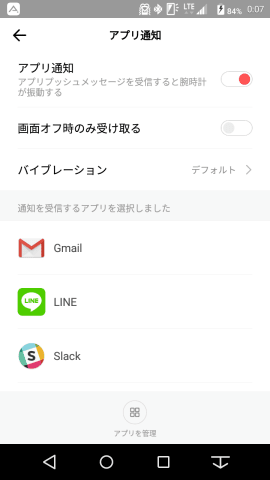 LTE
84% 0:07
アプリ通知
アプリ通知
アプリプッシュメッセージを受信すると腕時計
が振動する
画面オフ時のみ受け取る
バイブレーション
デフォルト
通知を受信するアプリを選択しました
Gmail
LINE
LINE
S
Slack
アプリを管理